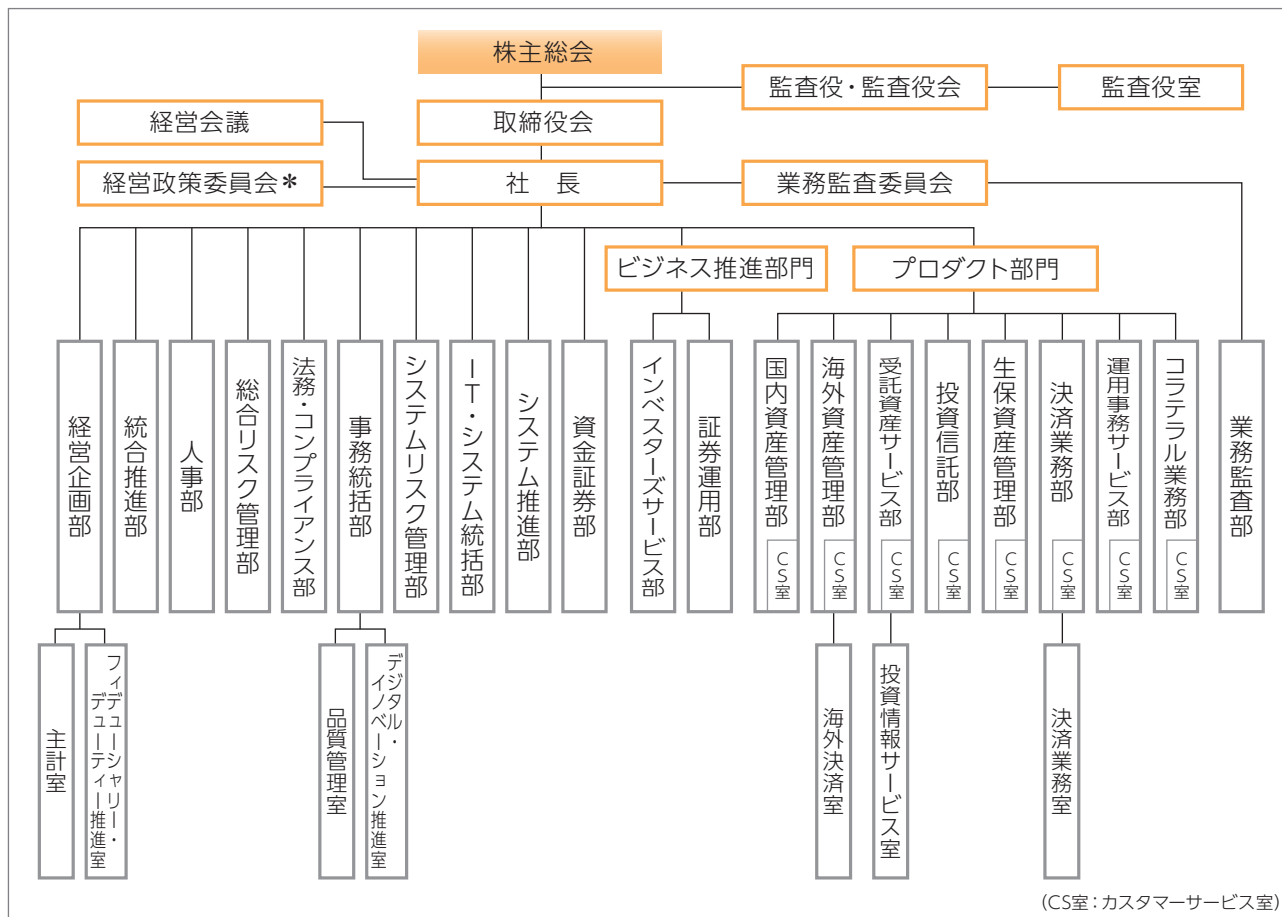 株主総会
監査役・監査役会
監査役室
経営会議
取締役会
経営政策委員会＊
社　長
業務監査委員会
ビジネス推進部門
プロダクト部門
経営企画部
統合推進部
人事部
総合リスク管理部
法務・コンプライアンス部
事務統括部
システムリスク管理部
IT・システム統括部
システム推進部
資金証券部
インベスターズサービス部
証券運用部
国内資産管理部
CS室
海外資産管理部
CS室
受託資産サービス部
CS室
投資信託部
CS室
生保資産管理部
CS室
決済業務部
CS室
運用事務サービス部
CS室
コラテラル業務部
CS室
業務監査部
主計室
フィデューシャリー・
デューティー推進室
品質管理室
デジタル・
イノベーション推進室
海外決済室
投資情報サービス室
決済業務室
(CS室：カスタマーサービス室)